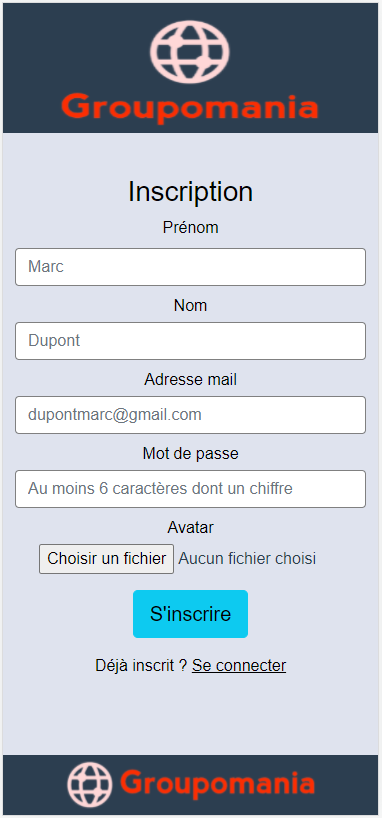 Groupomania
Inscription
Prénom
Marc
Nom
Dupont
Adresse mail
dupontmarc@gmail.com
Mot de passe
Au moins 6 caractères dont un chiffre
Avatar
Choisir un fichier Aucun fichier choisi
S'inscrire
Déjà inscrit ? Se connecter
Groupomania